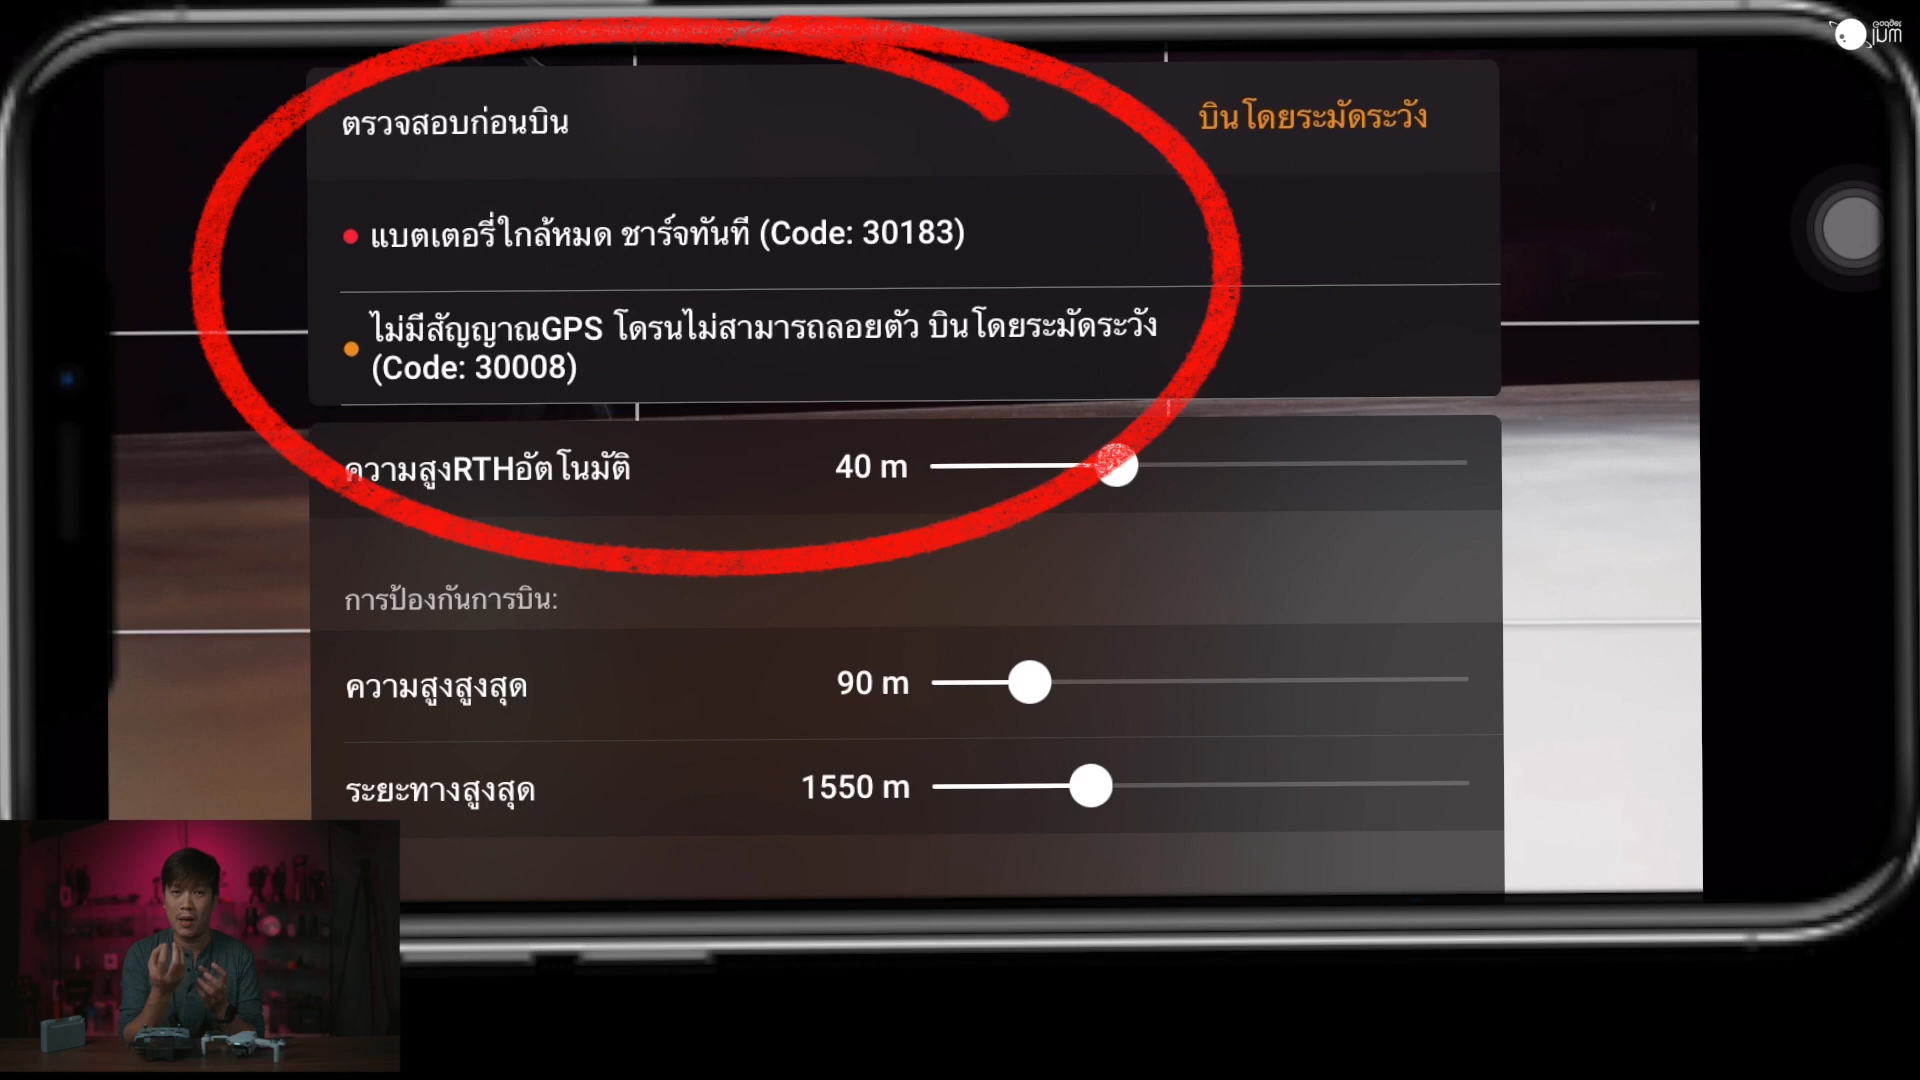 ตรวจสอบก่อนบิน
บินโดยระมัดระวัง
แบตเตอรี่ใกล้หมด ชาร์จทันที (Code: 30183)
ไม่มีสัญญาณGPS โดรนไม่สามารถลอยตัว บินโดยระมัดระวัง
(Code: 30008)
ความสูงRTHอัตโนมัติ
40 m
การป้องกันการบิน:
ความสูงสูงสุด
90 m
ระยะทางสูงสุด
1550 m